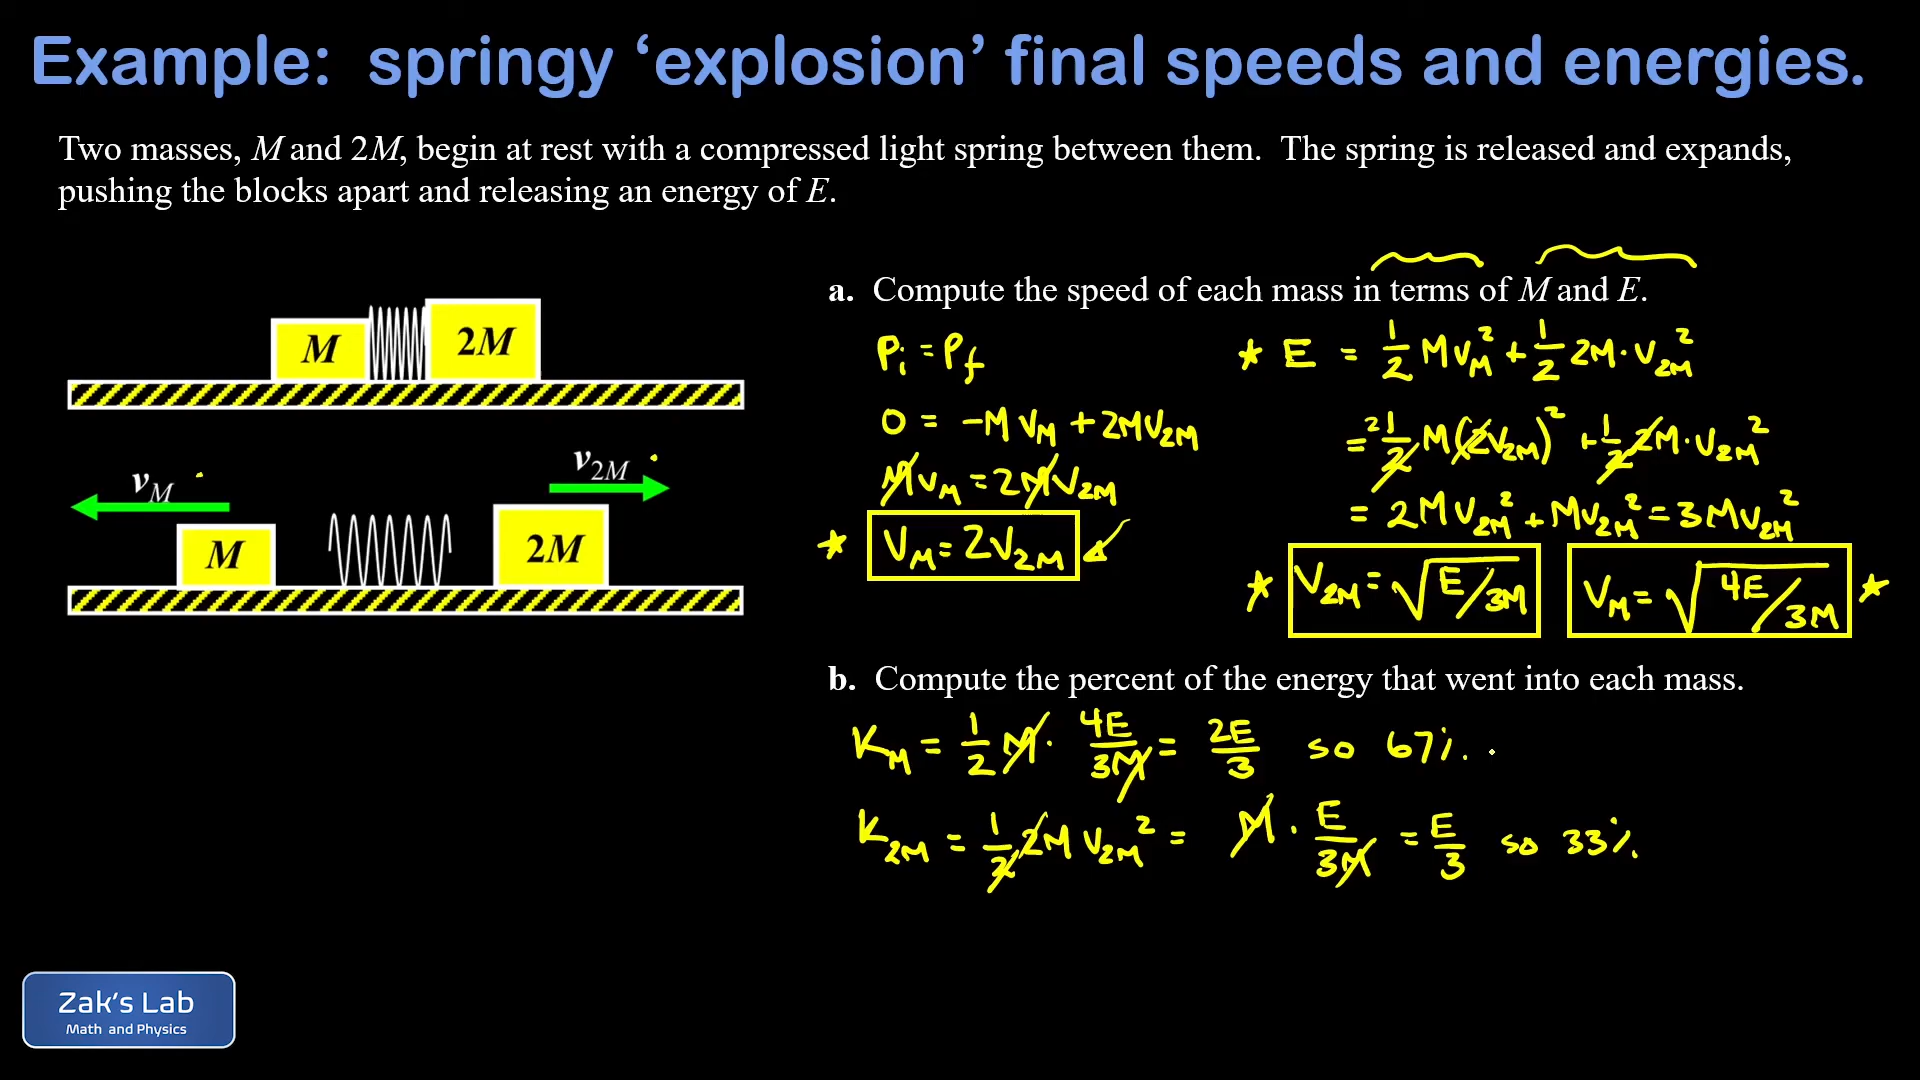 Example: springy ‘explosion’ final speeds and energies.
Two masses, M and 2M, begin at rest with a compressed light spring between them. The spring is released and expands,
pushing the blocks apart and releasing an energy of E.
M 2M
v_M v_2M
M 2M
a. Compute the speed of each mass in terms of M and E.
P_i = P_f
0 = -M V_M + 2M V_2M
M V_M = 2M V_2M
* V_M = 2V_2M
* E = 1/2 M V_M^2 + 1/2 2M · V_2M^2
= 2 1/2 M (2V_2M)^2 + 1/2 2M · V_2M^2
= 2M V_2M^2 + M V_2M^2 = 3M V_2M^2
* V_2M = √E/3M V_M = √4E/3M *
b. Compute the percent of the energy that went into each mass.
K_M = 1/2 M · 4E/3M = 2E/3 so 67%.
K_2M = 1/2 2M V_2M^2 = M · E/3M = E/3 so 33%
Zak's Lab
Math and Physics